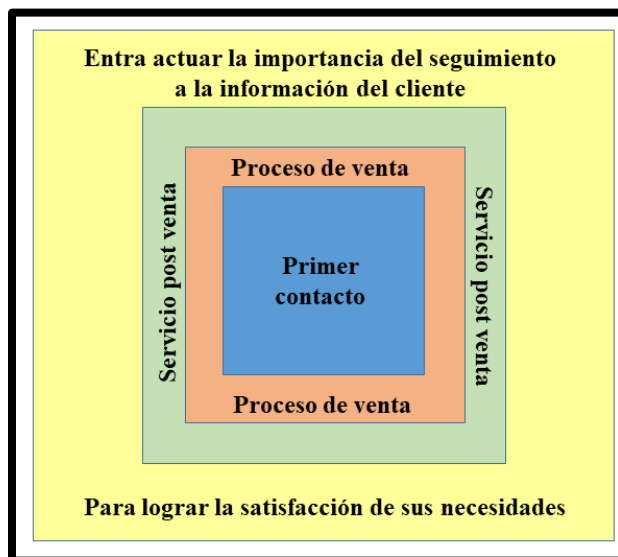 Entra actuar la importancia del seguimiento
a la información del cliente
Proceso de venta
Servicio post venta
Primer
contacto
Servicio post venta
Proceso de venta
Para lograr la satisfacción de sus necesidades